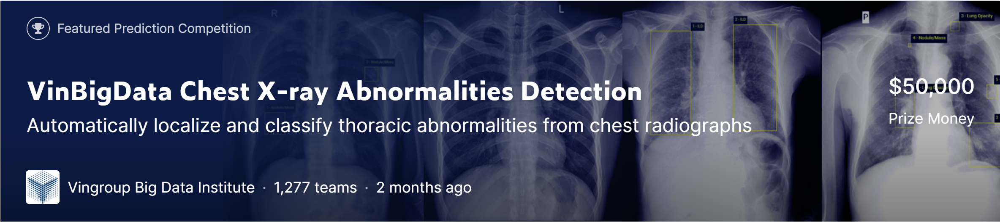 R
L
P
1 - ILD
2 - ILD
3 - Lung Opacity
4 - Nodule/Mass
2 - Nodule/Mass
Featured Prediction Competition
VinBigData Chest X-ray Abnormalities Detection
$50,000
1 - Nodule/Mass
Automatically localize and classify thoracic abnormalities from chest radiographs
Prize Money
Vingroup Big Data Institute · 1,277 teams · 2 months ago